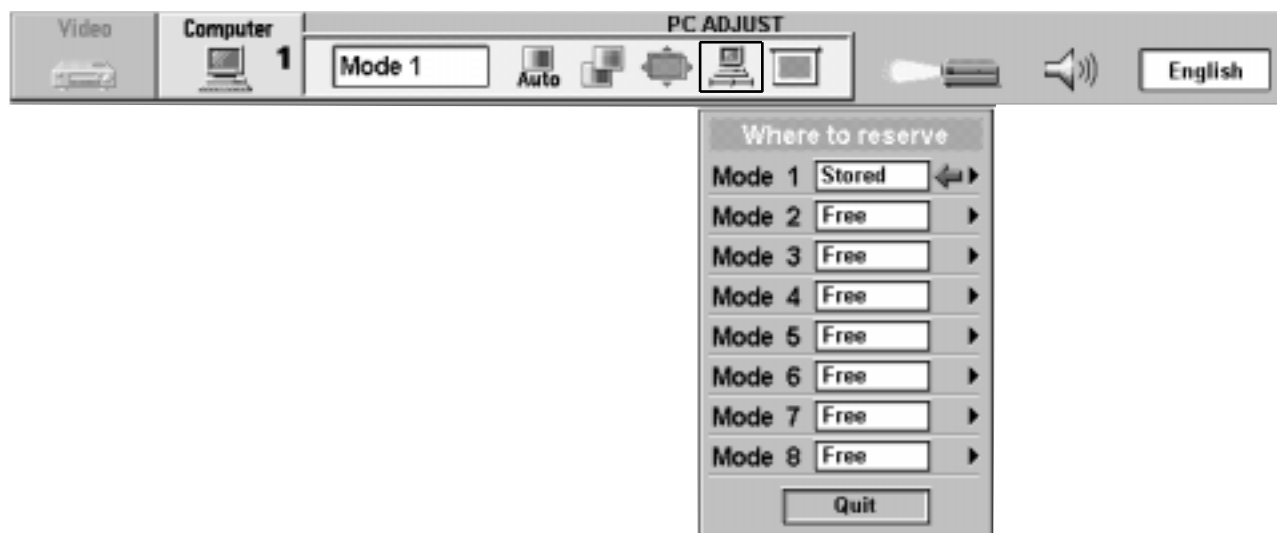 Video
Computer
1
PC ADJUST
Mode 1
Auto
English
Where to reserve
Mode 1 Stored
Mode 2 Free
Mode 3 Free
Mode 4 Free
Mode 5 Free
Mode 6 Free
Mode 7 Free
Mode 8 Free
Quit